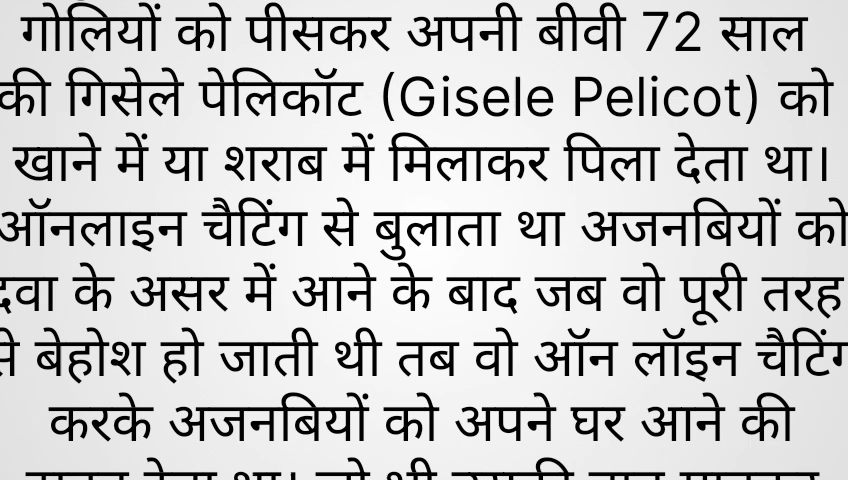 गोलियों को पीसकर अपनी बीवी 72 साल
की गिसेले पेलिकॉट (Gisele Pelicot) को
खाने में या शराब में मिलाकर पिला देता था।
ऑनलाइन चैटिंग से बुलाता था अजनबियों को
दवा के असर में आने के बाद जब वो पूरी तरह
से बेहोश हो जाती थी तब वो ऑन लॉइन चैटिंग
करके अजनबियों को अपने घर आने की